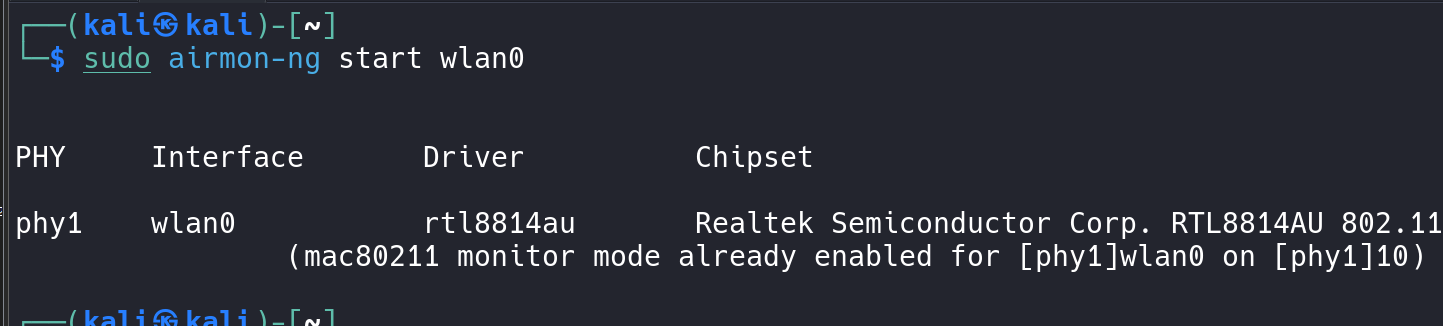 ┌──(kali㉿kali)-[~]
└─$ sudo airmon-ng start wlan0
PHY     Interface       Driver          Chipset
phy1    wlan0           rtl8814au       Realtek Semiconductor Corp. RTL8814AU 802.11
(mac80211 monitor mode already enabled for [phy1]wlan0 on [phy1]10)
┌──(kali㉿kali)-[~]